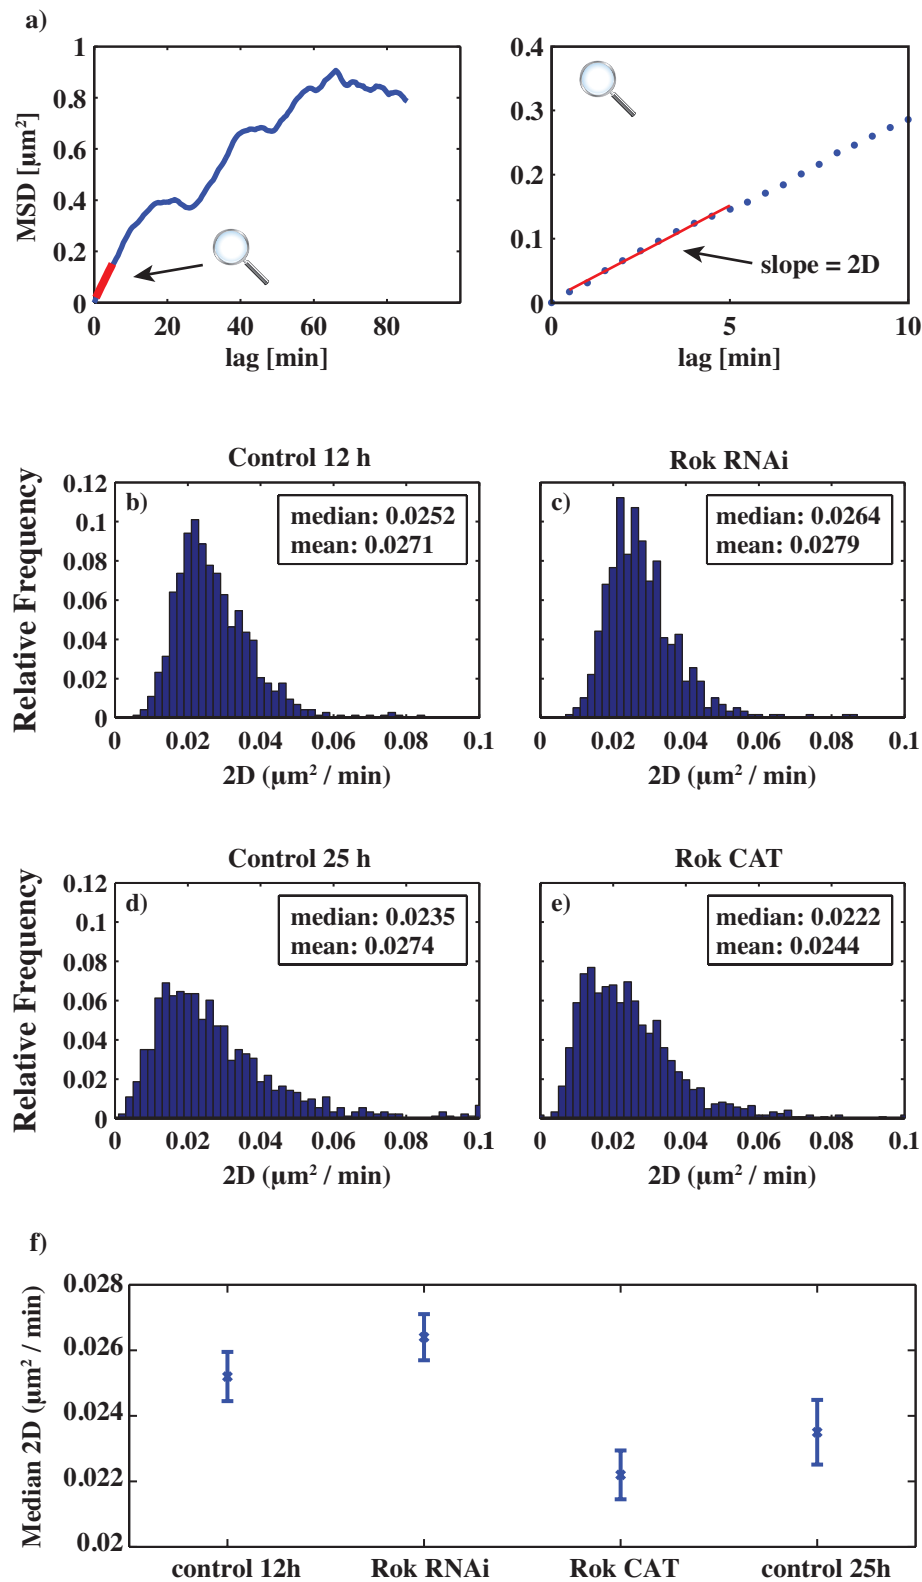 a)
1
0.8
0.6
0.4
0.2
0
MSD [µm²]
0 20 40 60 80
lag [min]
0.4
0.3
0.2
0.1
0
slope = 2D
0 5 10
lag [min]
Control 12 h
b)
median: 0.0252
mean: 0.0271
0.12
0.1
0.08
0.06
0.04
0.02
0
Relative Frequency
0 0.02 0.04 0.06 0.08 0.1
2D (µm² / min)
Rok RNAi
c)
median: 0.0264
mean: 0.0279
0 0.02 0.04 0.06 0.08 0.1
2D (µm² / min)
Control 25 h
d)
median: 0.0235
mean: 0.0274
0.12
0.1
0.08
0.06
0.04
0.02
0
Relative Frequency
0 0.02 0.04 0.06 0.08 0.1
2D (µm² / min)
Rok CAT
e)
median: 0.0222
mean: 0.0244
0 0.02 0.04 0.06 0.08 0.1
2D (µm² / min)
f)
0.028
0.026
0.024
0.022
0.02
Median 2D (µm² / min)
control 12h Rok RNAi Rok CAT control 25h